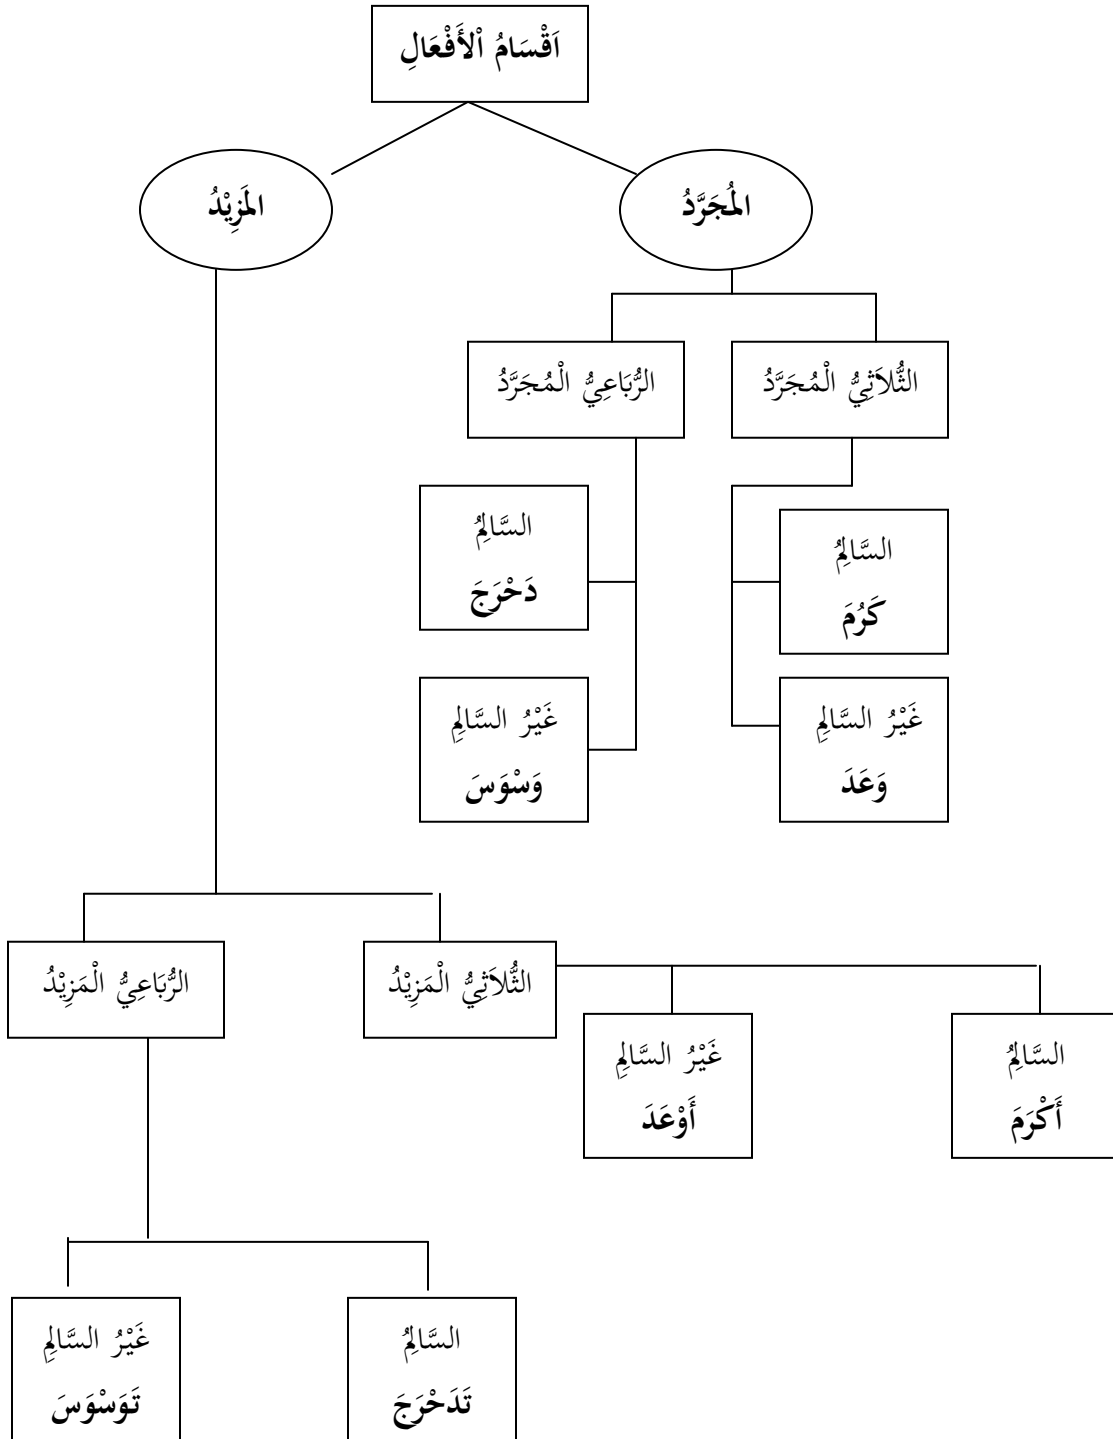 اَقْسَامُ اْلأَفْعَالِ
المُجَرَّدُ
المَزِيْدُ
الثُّلاَثِيُّ الْمُجَرَّدُ
الرُّبَاعِيُّ الْمُجَرَّدُ
السَّالِمُ
كَرُمَ
السَّالِمُ
دَحْرَجَ
غَيْرُ السَّالِمِ
وَعَدَ
غَيْرُ السَّالِمِ
وَسْوَسَ
الثُّلاَثِيُّ الْمَزِيْدُ
الرُّبَاعِيُّ الْمَزِيْدُ
السَّالِمُ
أَكْرَمَ
غَيْرُ السَّالِمِ
أَوْعَدَ
السَّالِمُ
تَدَحْرَجَ
غَيْرُ السَّالِمِ
تَوَسْوَسَ